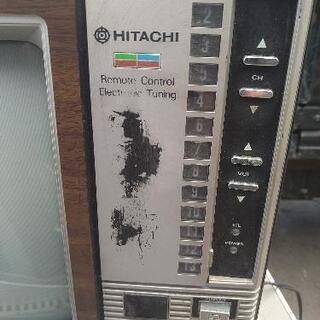 HITACHI
Remote Control
Electronic Tuning
2
3
5
4
6
7
8
9
10
11
12
13
CH
VOL